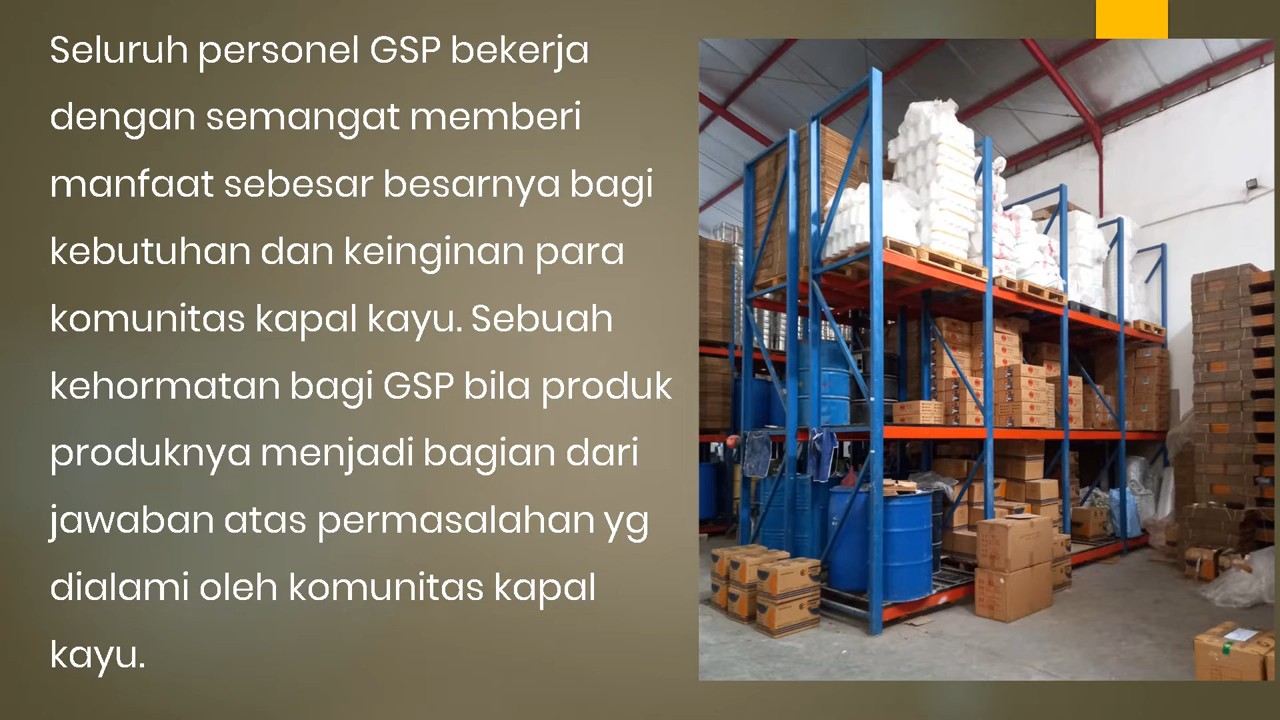 Seluruh personel GSP bekerja
dengan semangat memberi
manfaat sebesar besarnya bagi
kebutuhan dan keinginan para
komunitas kapal kayu. Sebuah
kehormatan bagi GSP bila produk
produknya menjadi bagian dari
jawaban atas permasalahan yg
dialami oleh komunitas kapal
kayu.